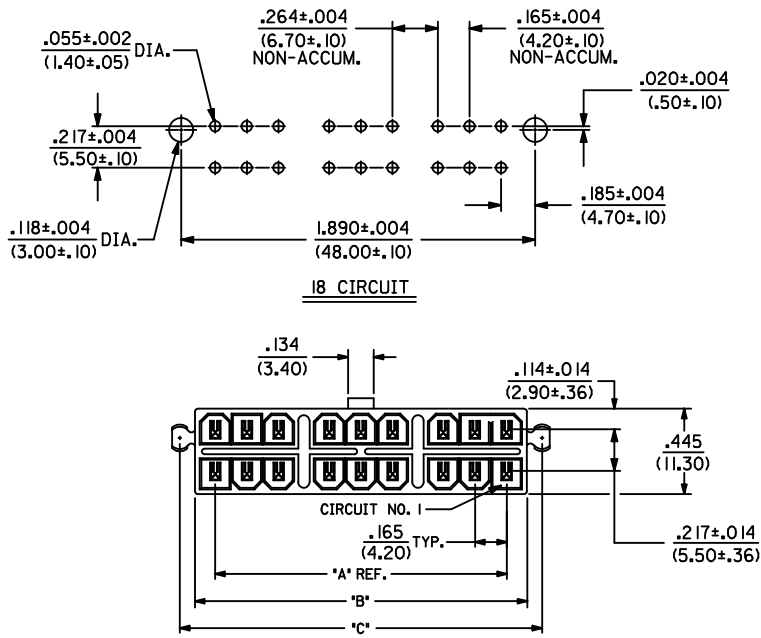 .264±.004
(6.70±.10)
NON-ACCUM.
.165±.004
(4.20±.10)
NON-ACCUM.
.055±.002
(1.40±.05)
DIA.
.020±.004
(.50±.10)
.217±.004
(5.50±.10)
.185±.004
(4.70±.10)
.118±.004
(3.00±.10)
DIA.
1.890±.004
(48.00±.10)
18 CIRCUIT
.134
(3.40)
.114±.014
(2.90±.36)
.445
(11.30)
CIRCUIT NO. 1
.165
(4.20)
TYP.
.217±.014
(5.50±.36)
"A" REF.
"B"
"C"